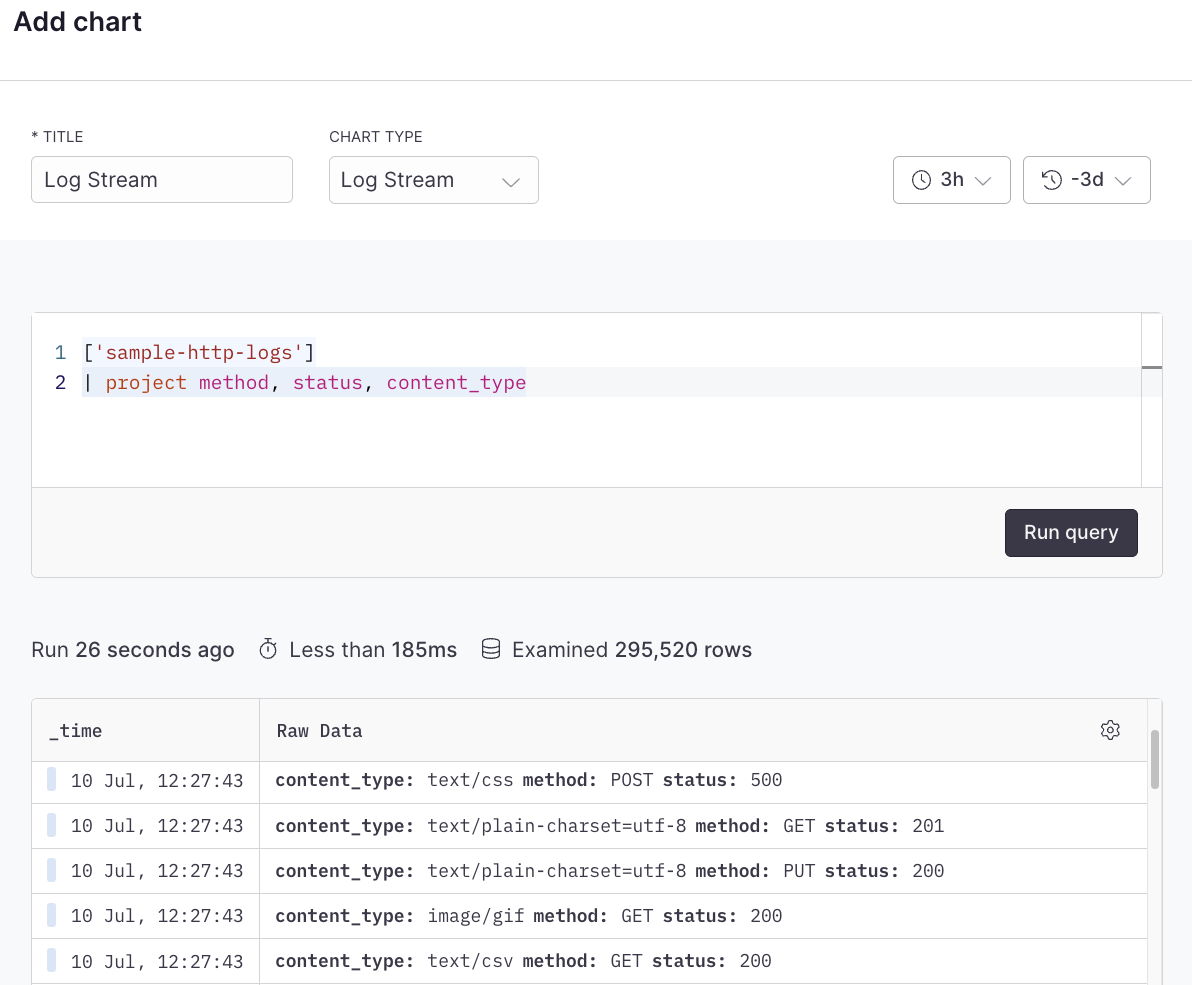 Add chart
* TITLE
CHART TYPE
Log Stream
Log Stream
3h
-3d
1 ['sample-http-logs']
2 | project method, status, content_type
Run query
Run 26 seconds ago Less than 185ms Examined 295,520 rows
_time Raw Data
10 Jul, 12:27:43 content_type: text/css method: POST status: 500
10 Jul, 12:27:43 content_type: text/plain-charset=utf-8 method: GET status: 201
10 Jul, 12:27:43 content_type: text/plain-charset=utf-8 method: PUT status: 200
10 Jul, 12:27:43 content_type: image/gif method: GET status: 200
10 Jul, 12:27:43 content_type: text/csv method: GET status: 200